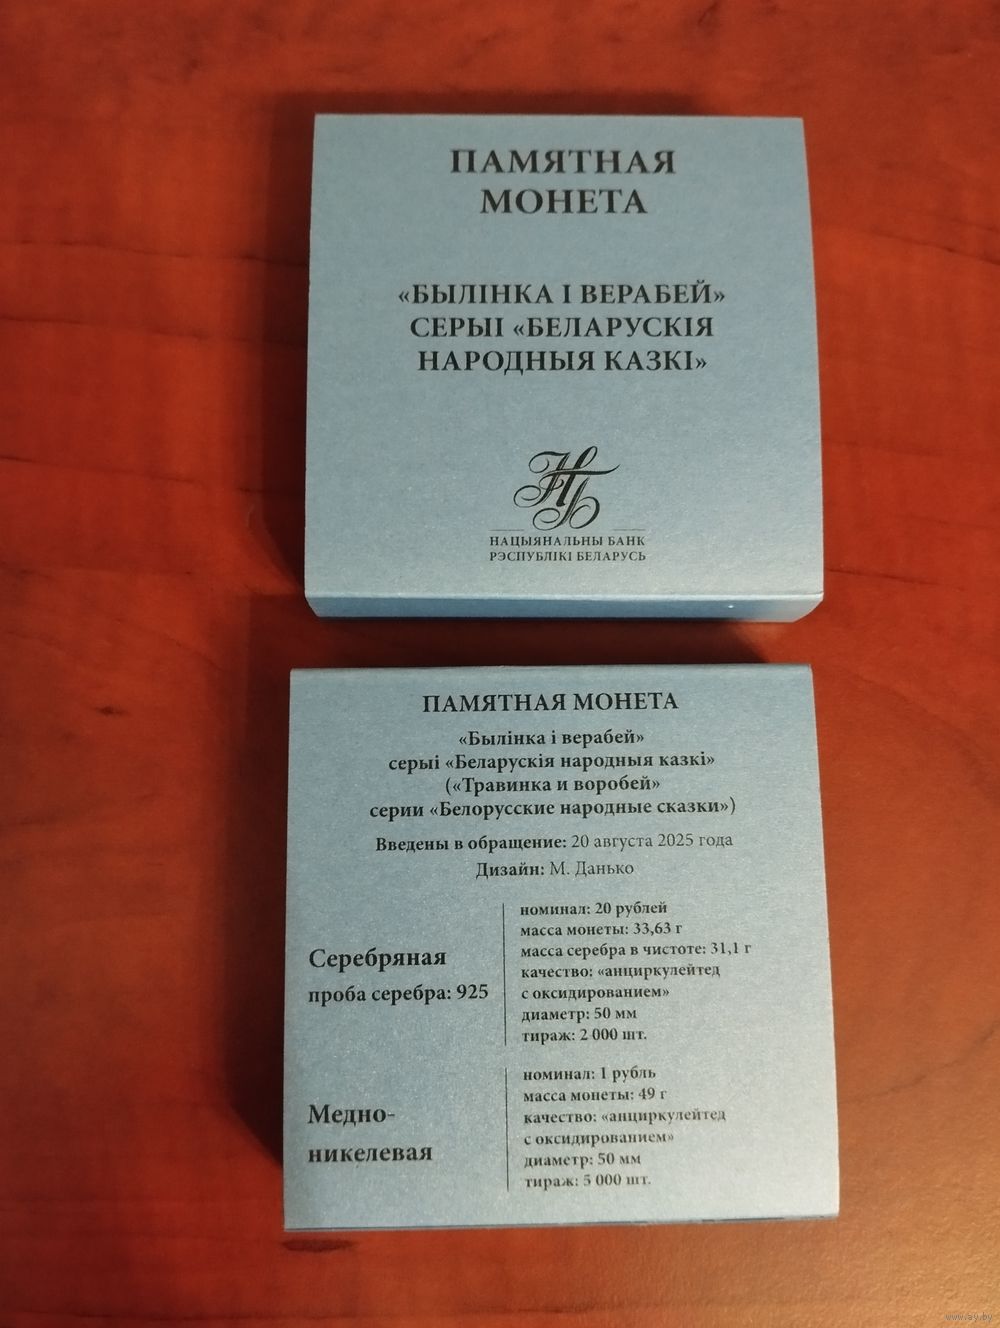 ПАМЯТНАЯ
МОНЕТА
«БЫЛІНКА І ВЕРАБЕЙ»
СЕРЫІ «БЕЛАРУСКІЯ
НАРОДНЫЯ КАЗКІ»
НБ
НАЦЫЯНАЛЬНЫ БАНК
РЭСПУБЛІКІ БЕЛАРУСЬ
ПАМЯТНАЯ МОНЕТА
«Былінка і верабей»
серыі «Беларускія народныя казкі»
(«Травинка и воробей»
серии «Белорусские народные сказки»)
Введены в обращение: 20 августа 2025 года
Дизайн: М. Данько
Серебряная
проба серебра: 925
номинал: 20 рублей
масса монеты: 33,63 г
масса серебра в чистоте: 31,1 г
качество: «анциркулейтед
с оксидированием»
диаметр: 50 мм
тираж: 2 000 шт.
Медно-
никелевая
номинал: 1 рубль
масса монеты: 49 г
качество: «анциркулейтед
с оксидированием»
диаметр: 50 мм
тираж: 5 000 шт.
www.ay.by